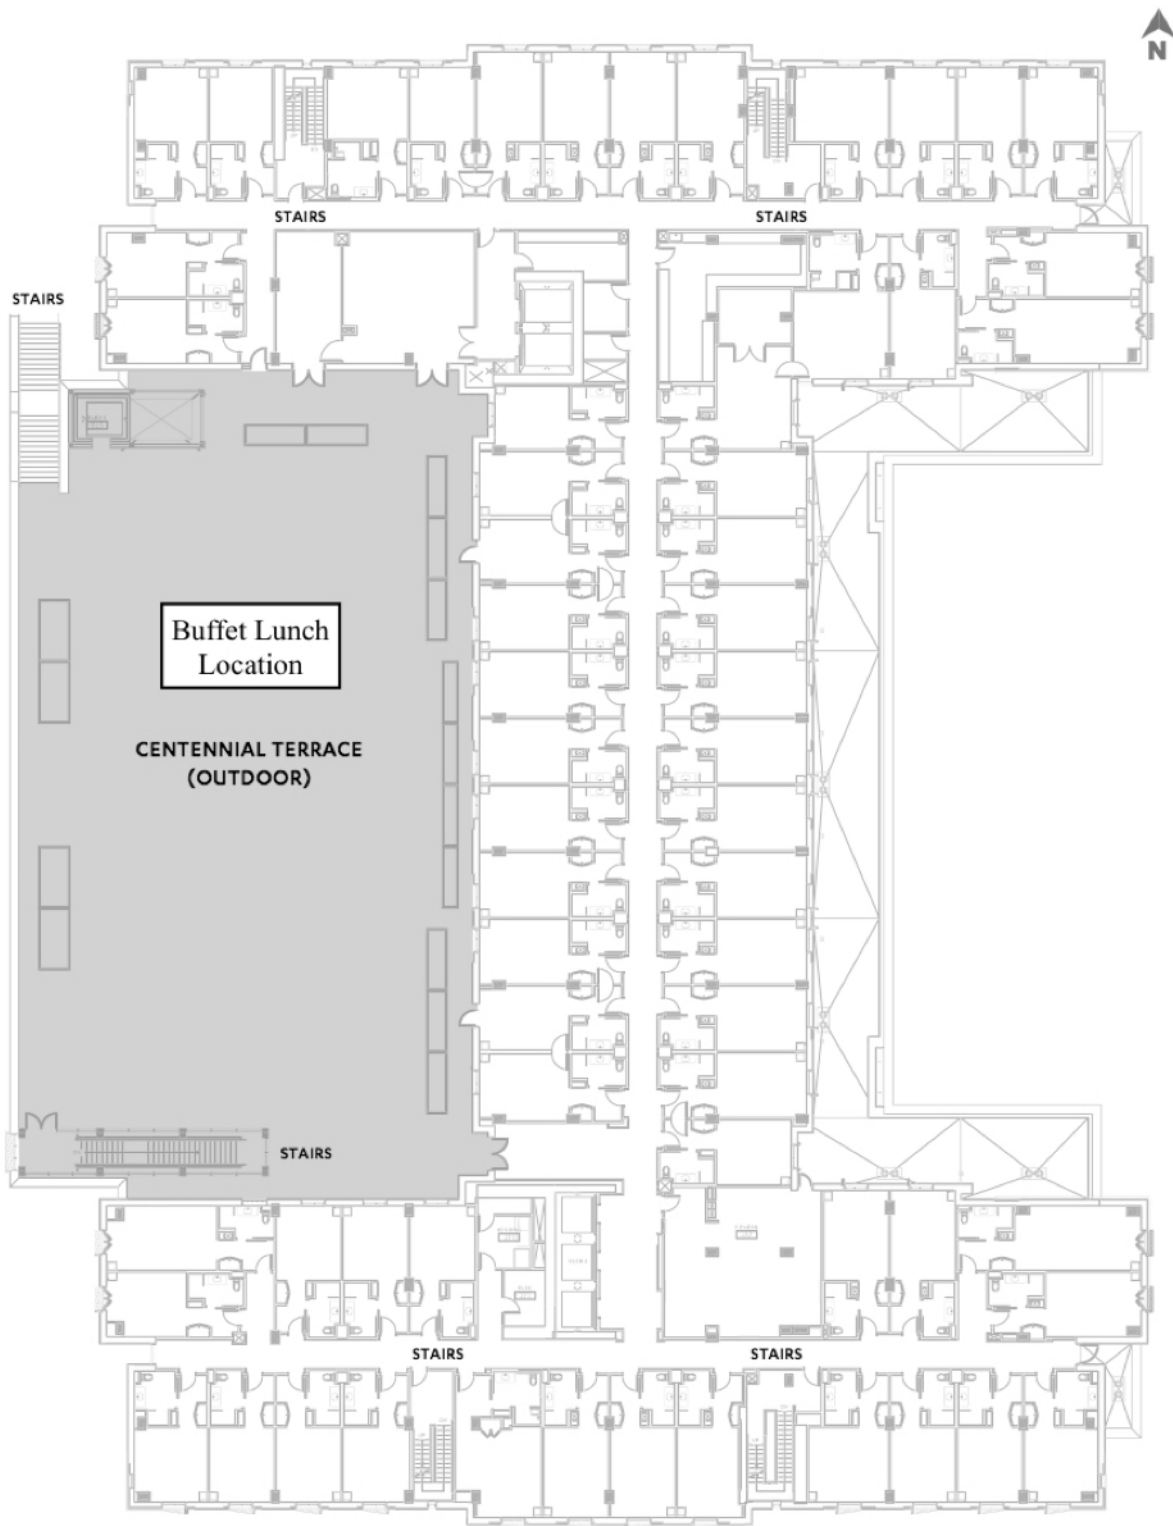 N
STAIRS
STAIRS
STAIRS
Buffet Lunch
Location
CENTENNIAL TERRACE
(OUTDOOR)
STAIRS
STAIRS
STAIRS